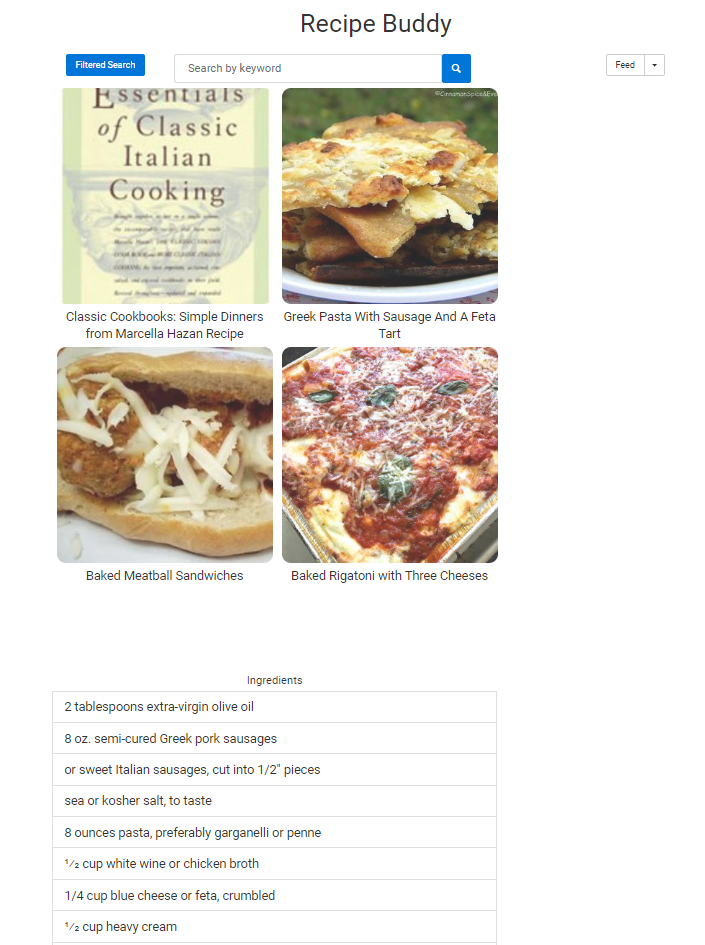 Recipe Buddy
Filtered Search
Search by keyword
Feed
Essentials
of Classic
Italian
Cooking
©CinnamonSpice&Ev
Classic Cookbooks: Simple Dinners
from Marcella Hazan Recipe
Greek Pasta With Sausage And A Feta
Tart
Baked Meatball Sandwiches
Baked Rigatoni with Three Cheeses
Ingredients
2 tablespoons extra-virgin olive oil
8 oz. semi-cured Greek pork sausages
or sweet Italian sausages, cut into 1/2" pieces
sea or kosher salt, to taste
8 ounces pasta, preferably garganelli or penne
¹⁄₂ cup white wine or chicken broth
1/4 cup blue cheese or feta, crumbled
¹⁄₂ cup heavy cream